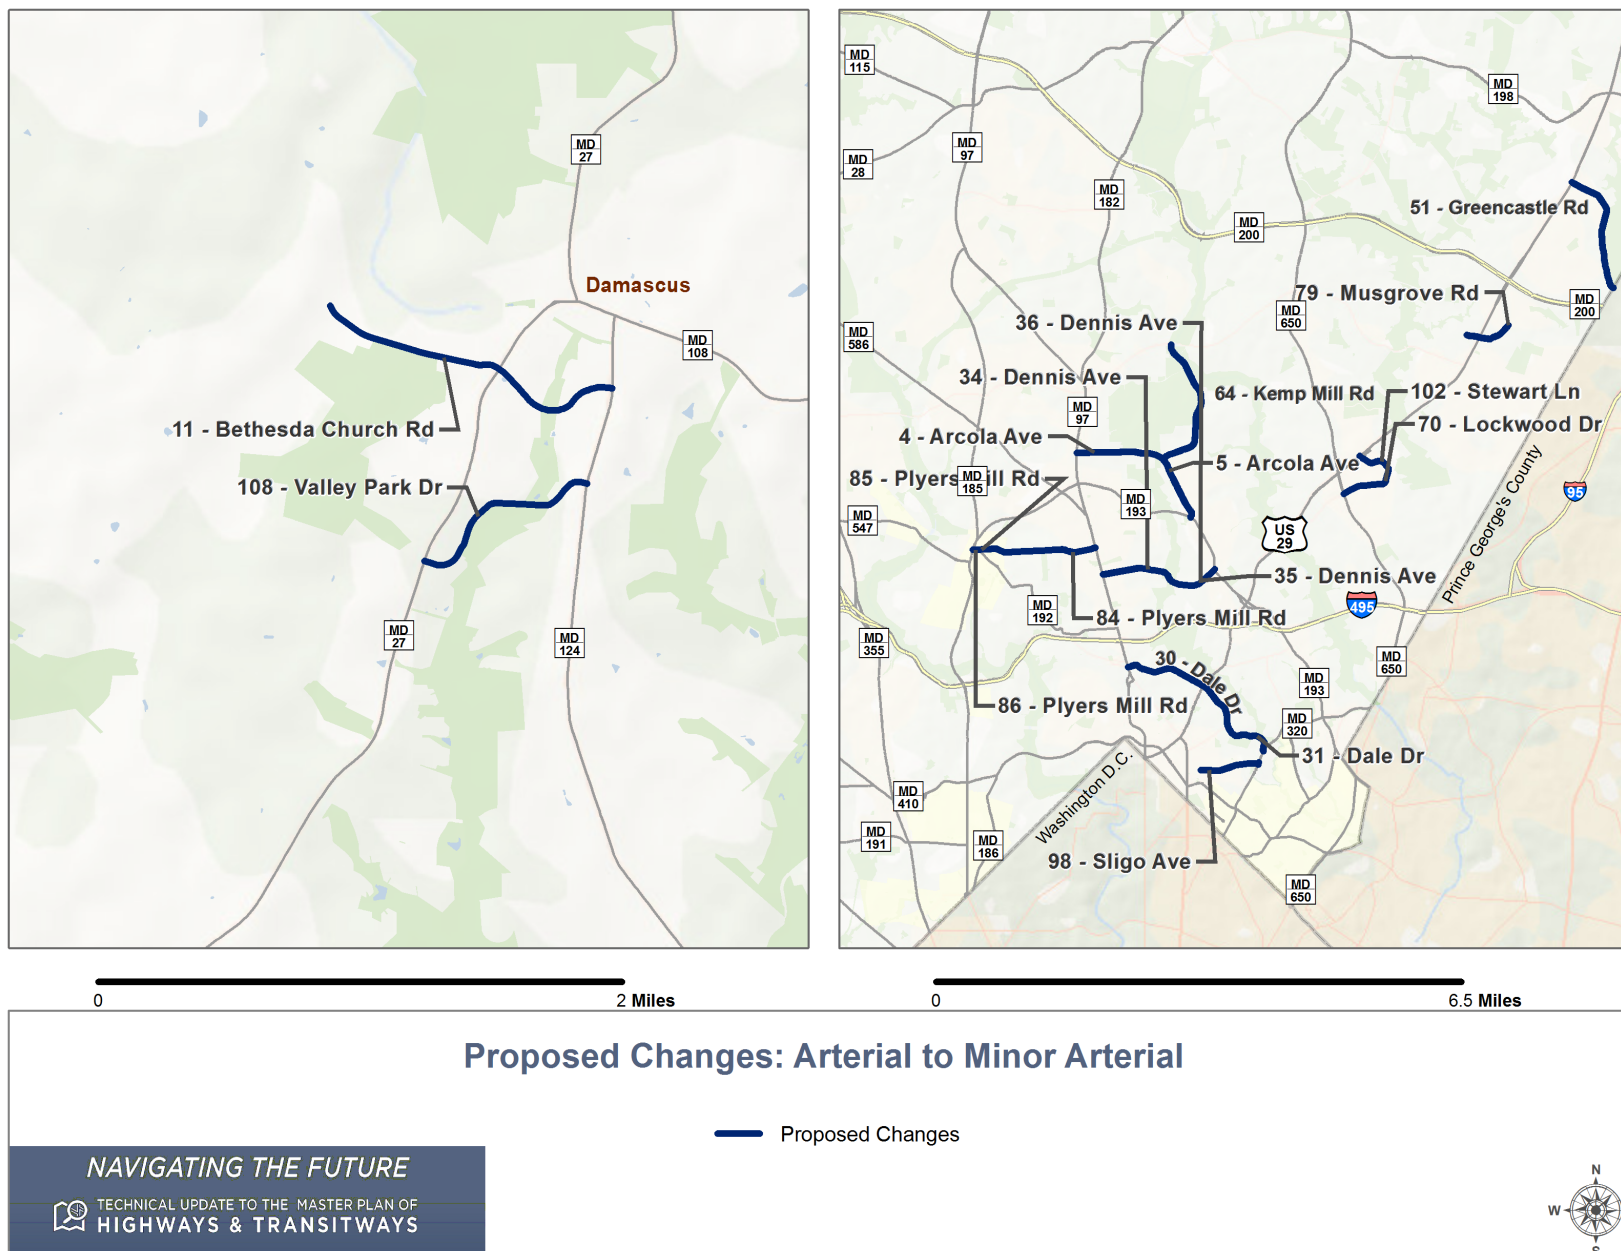 MD
27
Damascus
MD
108
11 - Bethesda Church Rd
108 - Valley Park Dr
MD
27
MD
124
0
2 Miles
MD
115
MD
198
MD
97
MD
28
MD
182
51 - Greencastle Rd
MD
200
79 - Musgrove Rd
MD
200
MD
650
36 - Dennis Ave
MD
586
34 - Dennis Ave
64 - Kemp Mill Rd
102 - Stewart Ln
MD
97
70 - Lockwood Dr
4 - Arcola Ave
5 - Arcola Ave
85 - Plyers Mill Rd
MD
185
95
MD
193
MD
547
US
29
Prince George's County
35 - Dennis Ave
495
MD
192
84 - Plyers Mill Rd
MD
355
30 - Dale Dr
MD
650
MD
193
86 - Plyers Mill Rd
MD
320
31 - Dale Dr
Washington D.C.
MD
410
MD
191
MD
186
98 - Sligo Ave
MD
650
0
6.5 Miles
Proposed Changes: Arterial to Minor Arterial
Proposed Changes
NAVIGATING THE FUTURE
TECHNICAL UPDATE TO THE MASTER PLAN OF
HIGHWAYS & TRANSITWAYS
N
W
S